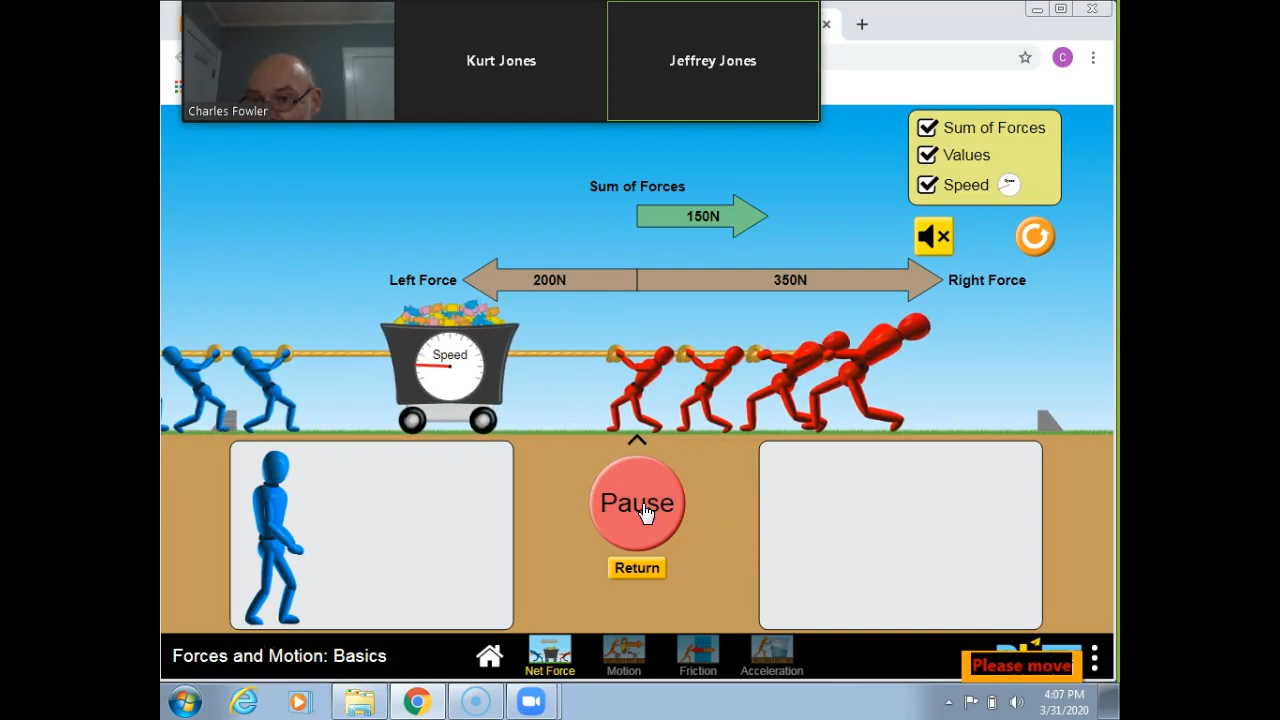 Kurt Jones
Jeffrey Jones
Charles Fowler
C
Sum of Forces
Values
Speed
Sum of Forces
150N
Left Force
200N
350N
Right Force
Speed
Pause
Return
Forces and Motion: Basics
Net Force
Motion
Friction
Acceleration
Please move
4:07 PM
3/31/2020